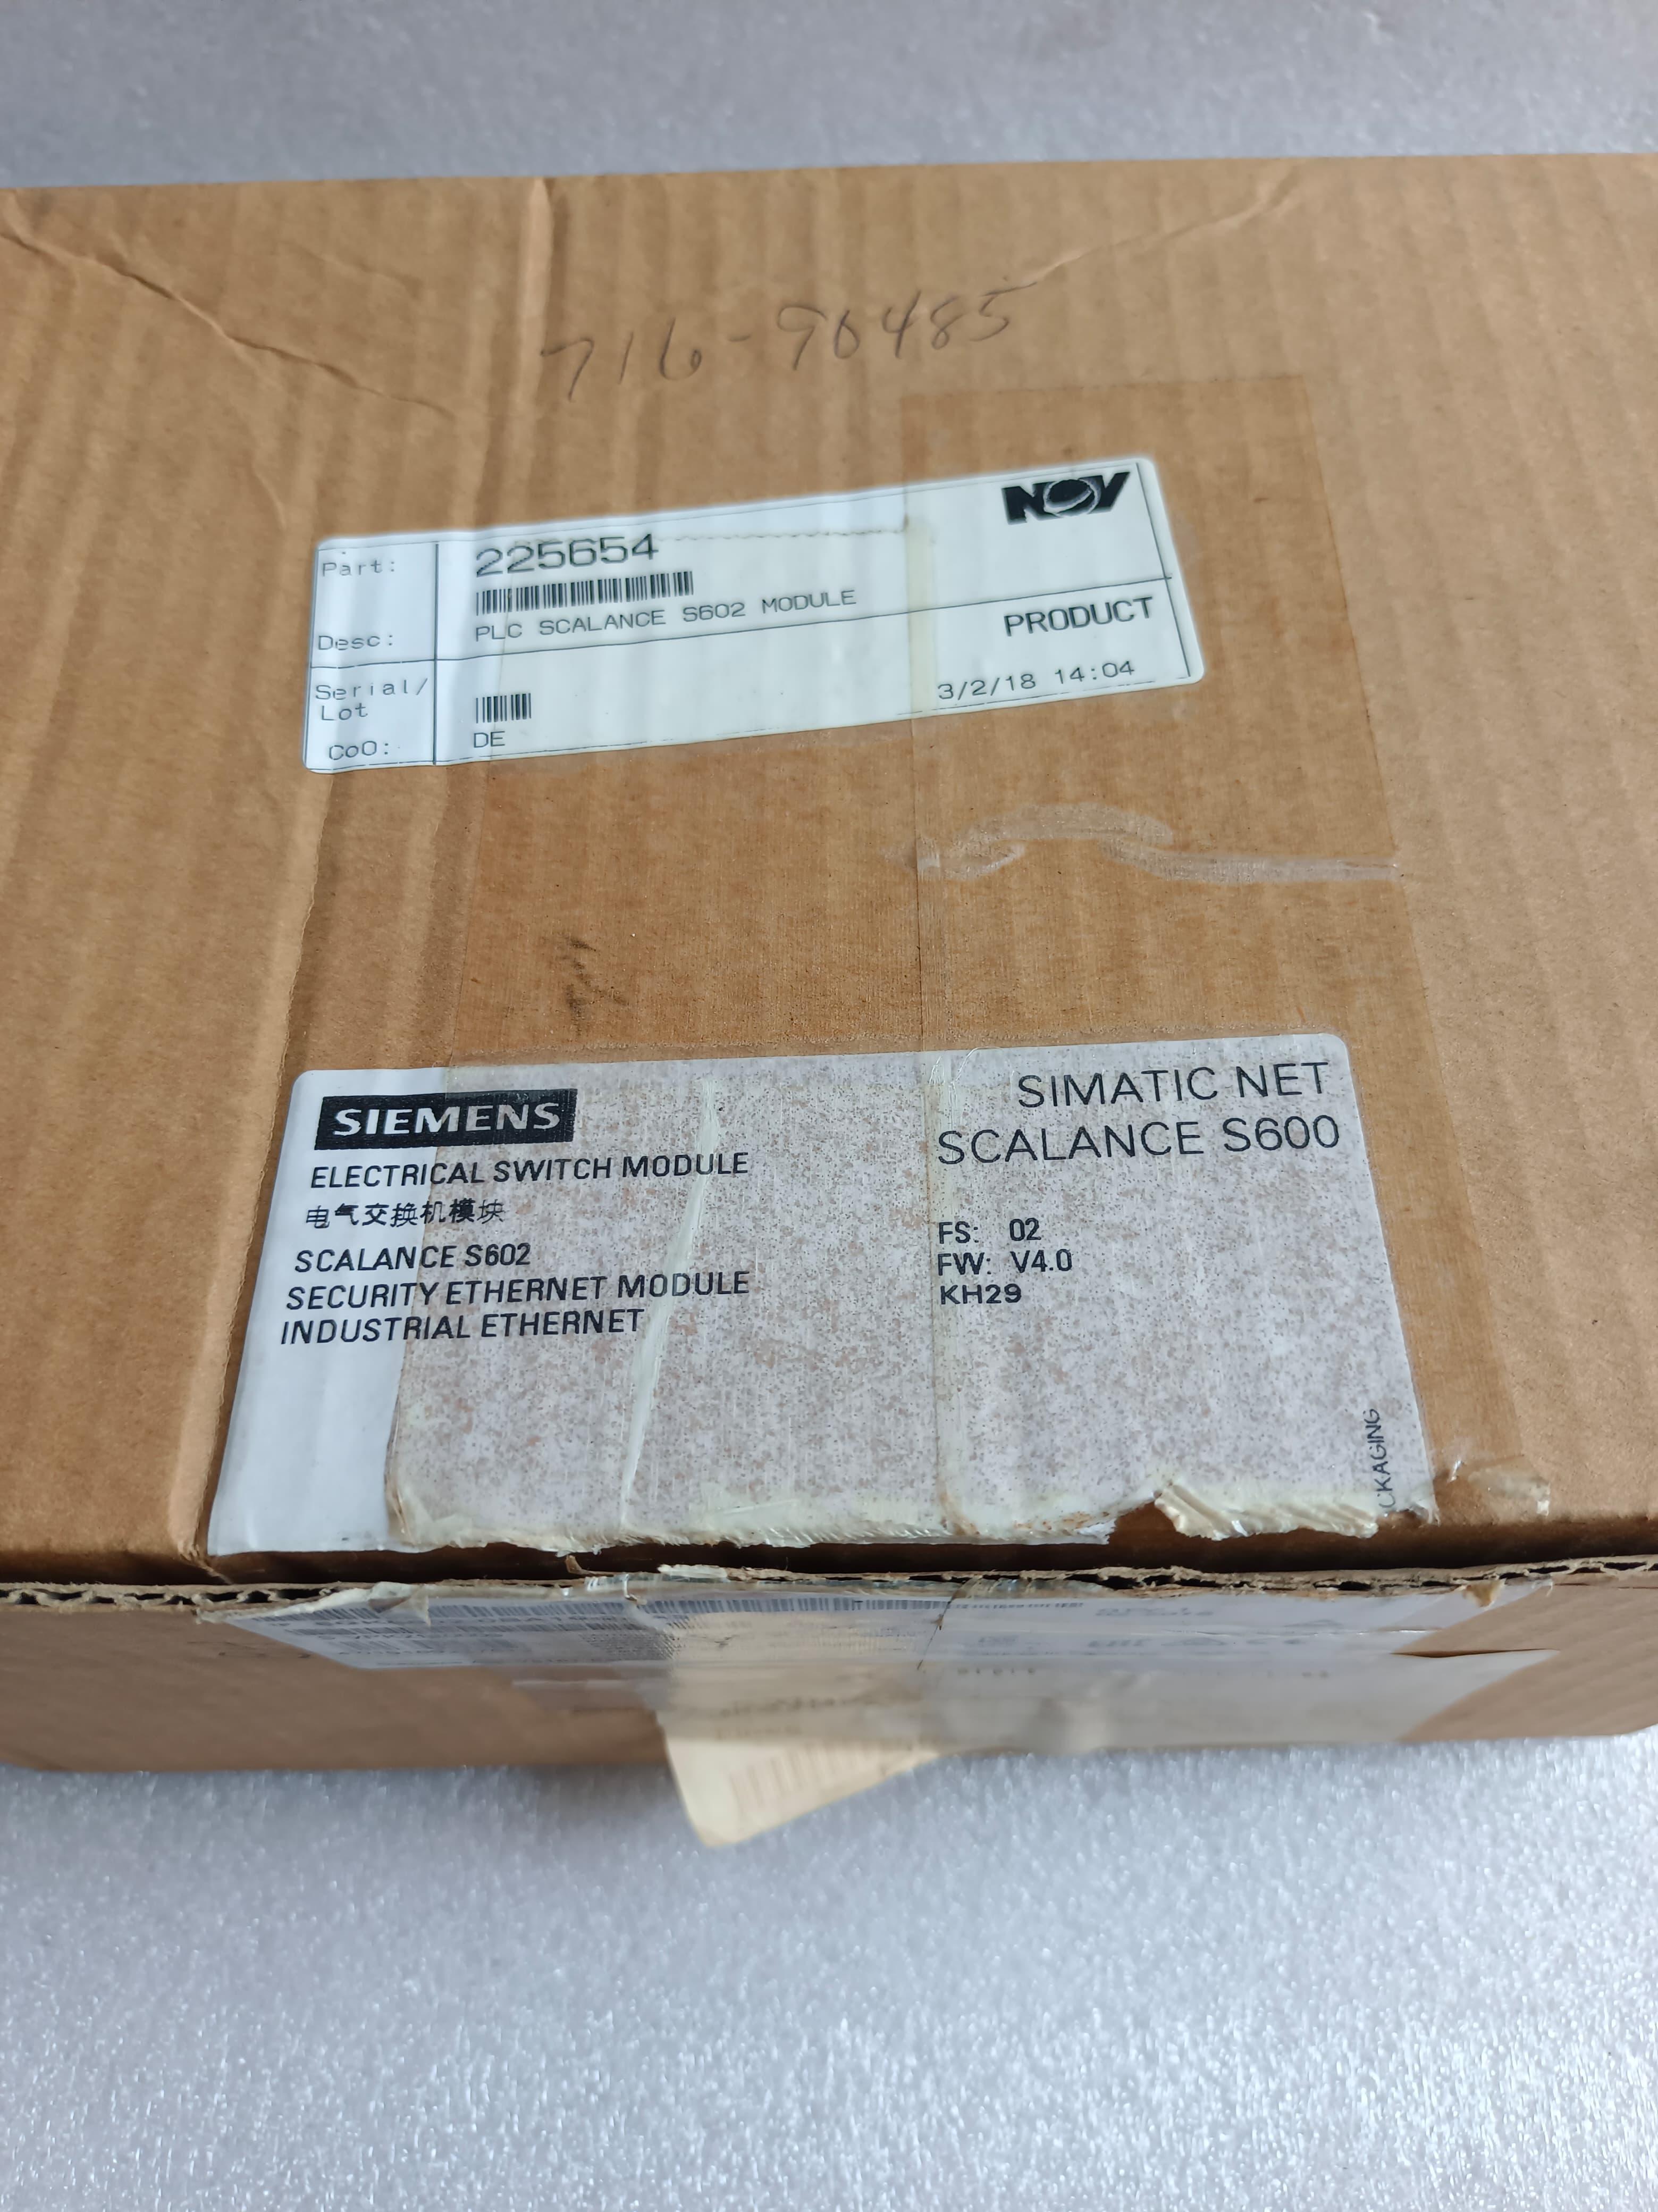 716-90485
NOV
Part: 225654
Desc: PLC SCALANCE S602 MODULE
PRODUCT
Serial/
Lot
3/2/18 14:04
CoO: DE
SIEMENS
ELECTRICAL SWITCH MODULE
电气交换机模块
SCALANCE S602
SECURITY ETHERNET MODULE
INDUSTRIAL ETHERNET
SIMATIC NET
SCALANCE S600
FS: 02
FW: V4.0
KH29
CKAGING